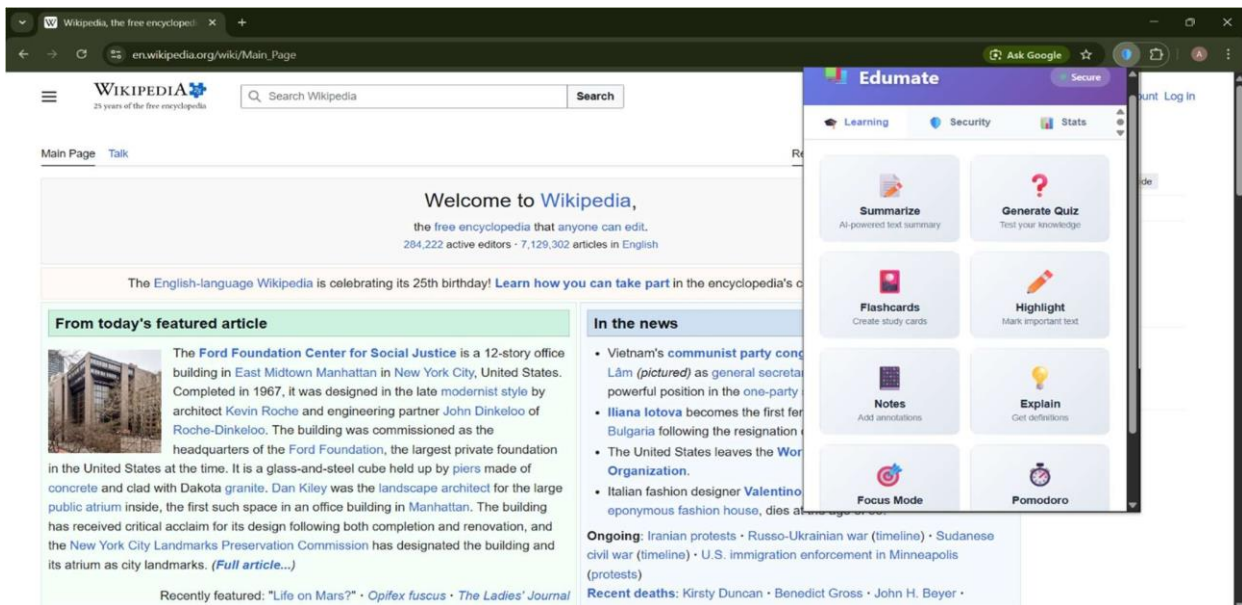 Wikipedia, the free encycloped
en.wikipedia.org/wiki/Main_Page
Ask Google
A
WIKIPEDIA
25 years of the free encyclopedia
Search Wikipedia
Search
Log in
Main Page Talk
Welcome to Wikipedia,
the free encyclopedia that anyone can edit.
284,222 active editors · 7,129,302 articles in English
The English-language Wikipedia is celebrating its 25th birthday! Learn how you can take part in the encyclopedia's
From today's featured article
The Ford Foundation Center for Social Justice is a 12-story office
building in East Midtown Manhattan in New York City, United States.
Completed in 1967, it was designed in the late modernist style by
architect Kevin Roche and engineering partner John Dinkeloo of
Roche-Dinkeloo. The building was commissioned as the
headquarters of the Ford Foundation, the largest private foundation
in the United States at the time. It is a glass-and-steel cube held up by piers made of
concrete and clad with Dakota granite. Dan Kiley was the landscape architect for the large
public atrium inside, the first such space in an office building in Manhattan. The building
has received critical acclaim for its design following both completion and renovation, and
the New York City Landmarks Preservation Commission has designated the building and
its atrium as city landmarks. (Full article...)
Recently featured: "Life on Mars?" · Opifex fuscus · The Ladies' Journal
In the news
• Vietnam's communist party
Lâm (pictured) as general
powerful position in the one-party
• Iliana Iotova becomes the first
Bulgaria following the resignation
• The United States leaves the
Organization.
• Italian fashion designer Valentino
eponymous fashion house, dies
Ongoing: Iranian protests · Russo-Ukrainian war (timeline) · Sudanese
civil war (timeline) · U.S. immigration enforcement in Minneapolis
(protests)
Recent deaths: Kirsty Duncan · Benedict Gross · John H. Beyer ·
Edumate
Secure
Learning Security Stats
Summarize
AI-powered text summary
Generate Quiz
Test your knowledge
Flashcards
Create study cards
Highlight
Mark important text
Notes
Add annotations
Explain
Get definitions
Focus Mode
Pomodoro